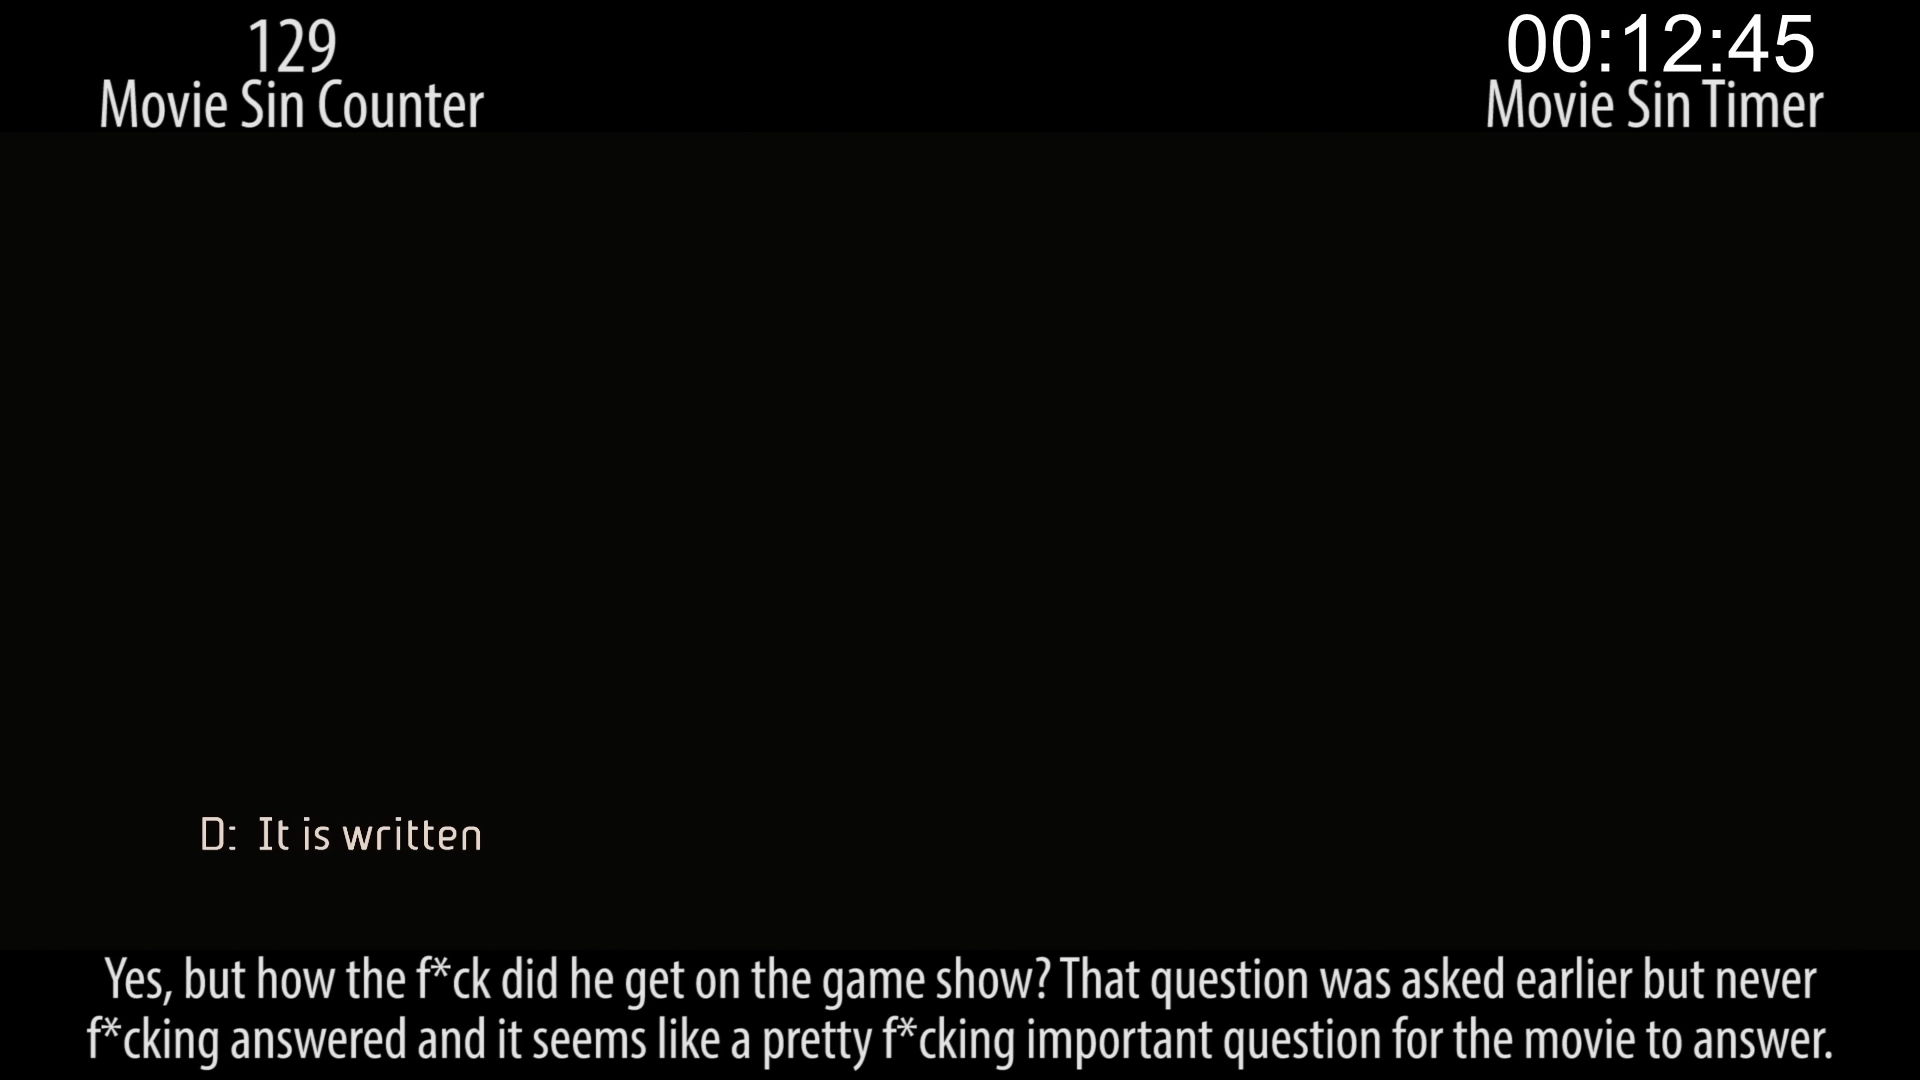 129
Movie Sin Counter
00:12:45
Movie Sin Timer
D: It is written
Yes, but how the f*ck did he get on the game show? That question was asked earlier but never
f*cking answered and it seems like a pretty f*cking important question for the movie to answer.